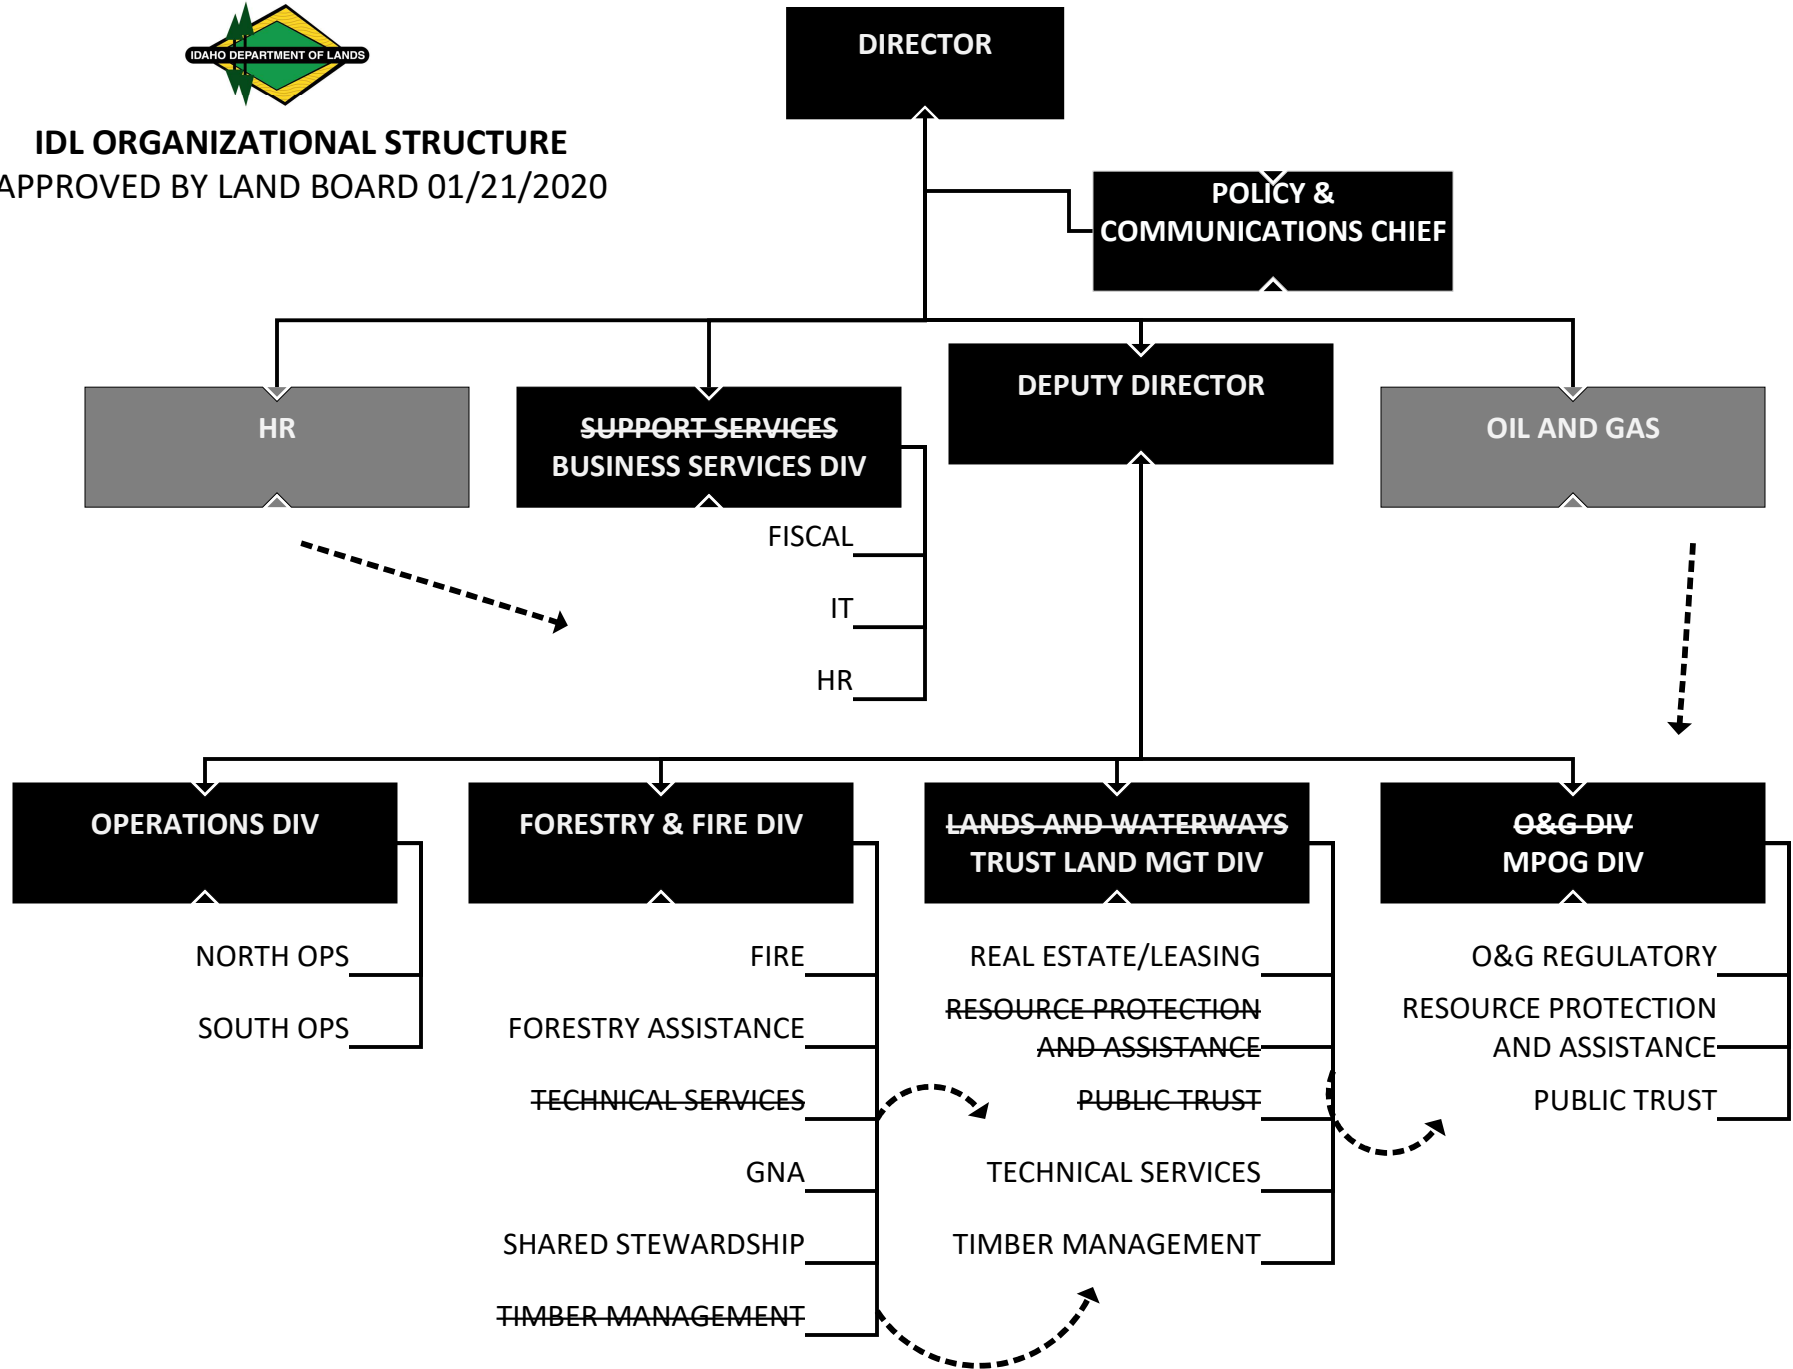 IDAHO DEPARTMENT OF LANDS
IDL ORGANIZATIONAL STRUCTURE
APPROVED BY LAND BOARD 01/21/2020
DIRECTOR
POLICY &
COMMUNICATIONS CHIEF
HR
SUPPORT SERVICES
BUSINESS SERVICES DIV
FISCAL
IT
HR
DEPUTY DIRECTOR
OIL AND GAS
OPERATIONS DIV
NORTH OPS
SOUTH OPS
FORESTRY & FIRE DIV
FIRE
FORESTRY ASSISTANCE
TECHNICAL SERVICES
GNA
SHARED STEWARDSHIP
TIMBER MANAGEMENT
LANDS AND WATERWAYS
TRUST LAND MGT DIV
REAL ESTATE/LEASING
RESOURCE PROTECTION
AND ASSISTANCE
PUBLIC TRUST
TECHNICAL SERVICES
TIMBER MANAGEMENT
O&G DIV
MPOG DIV
O&G REGULATORY
RESOURCE PROTECTION
AND ASSISTANCE
PUBLIC TRUST